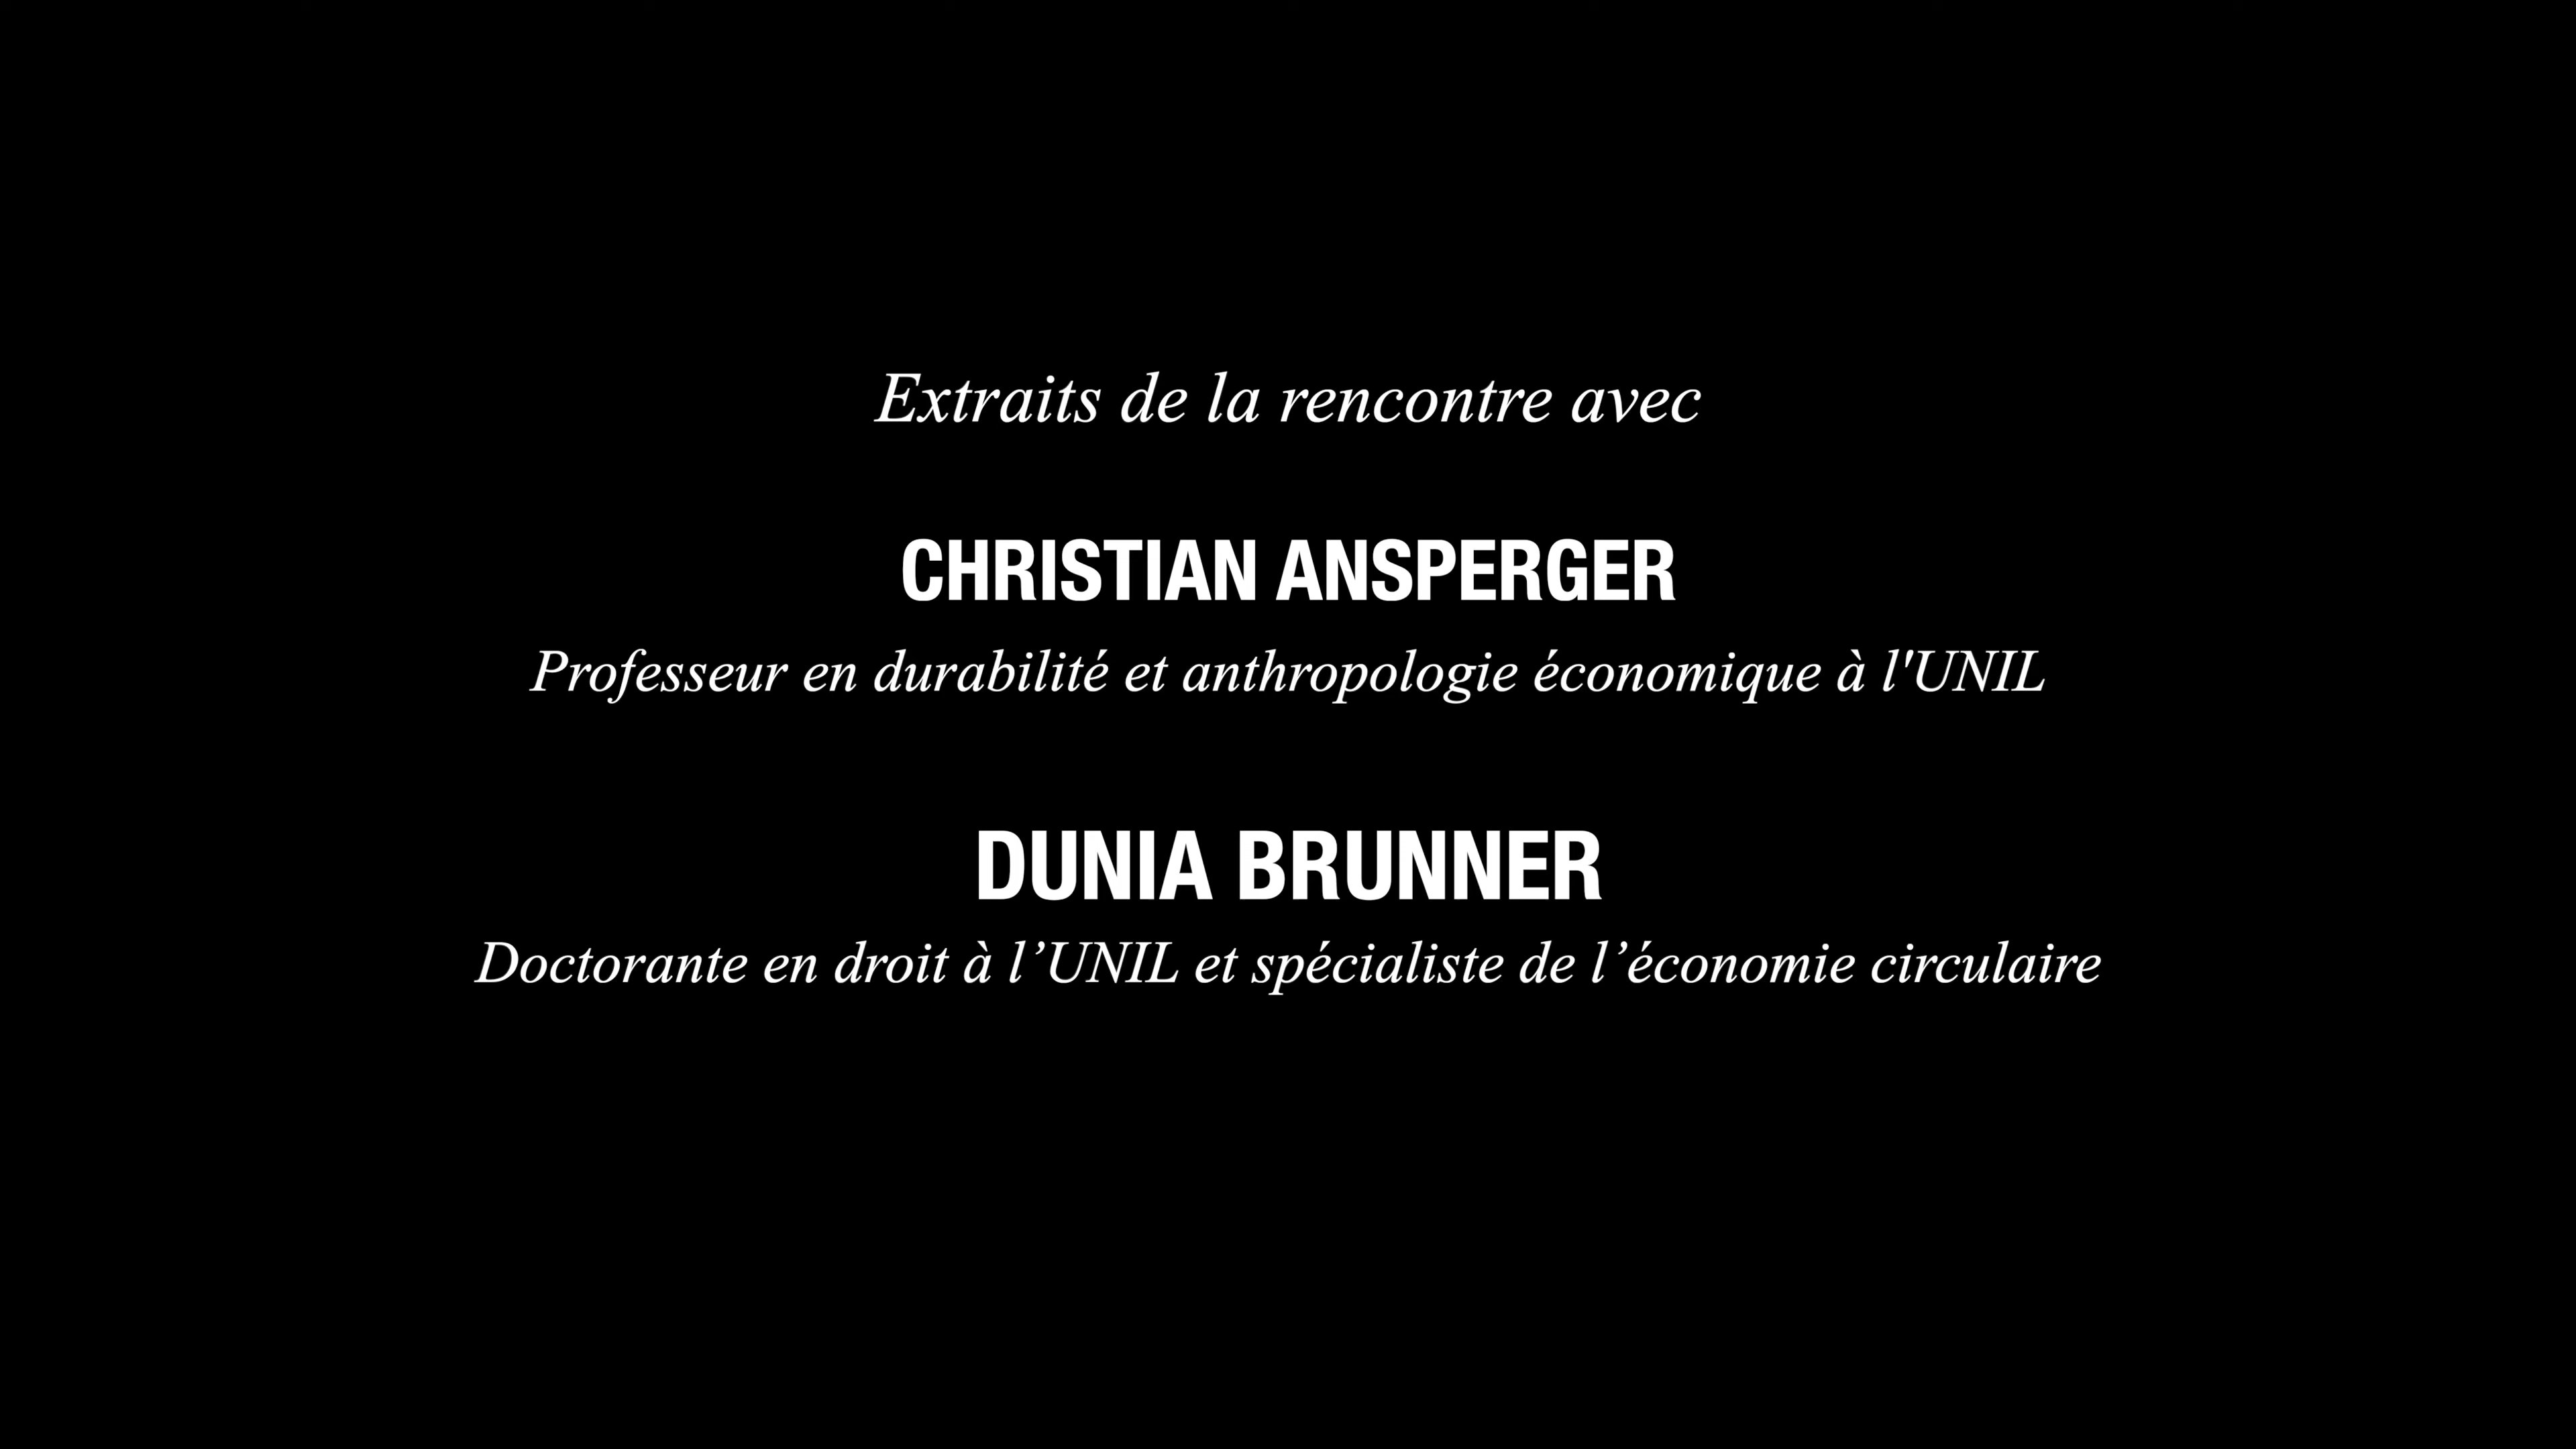 Extraits de la rencontre avec
CHRISTIAN ANSPERGER
Professeur en durabilité et anthropologie économique à l'UNIL
DUNIA BRUNNER
Doctorante en droit à l’UNIL et spécialiste de l’économie circulaire